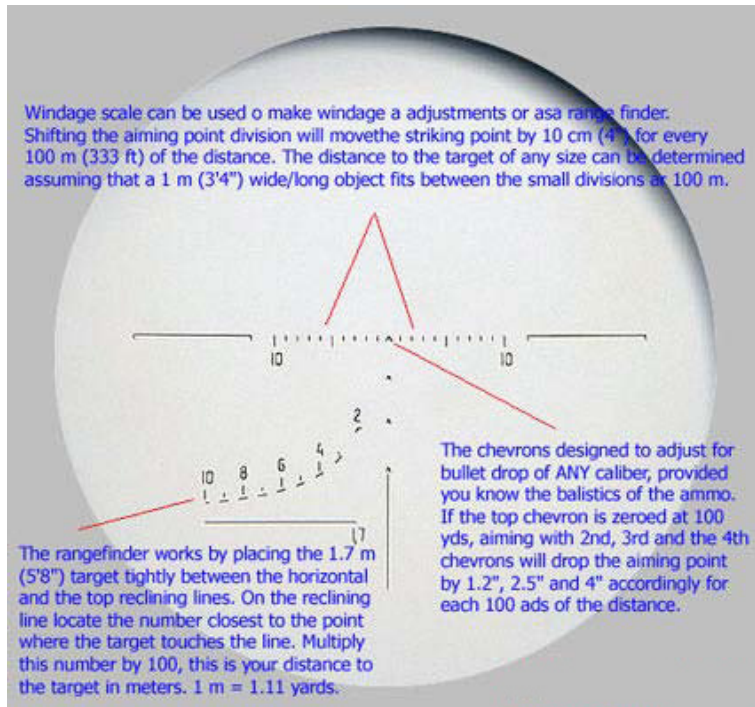 Windage scale can be used o make windage a adjustments or asa range finder.
Shifting the aiming point division will movethe striking point by 10 cm (4") for every
100 m (333 ft) of the distance. The distance to the target of any size can be determined
assuming that a 1 m (3'4") wide/long object fits between the small divisions ar 100 m.
10
10
2
4
6
8
10
1,7
The chevrons designed to adjust for
bullet drop of ANY caliber, provided
you know the balistics of the ammo.
If the top chevron is zeroed at 100
yds, aiming with 2nd, 3rd and the 4th
chevrons will drop the aiming point
by 1.2", 2.5" and 4" accordingly for
each 100 ads of the distance.
The rangefinder works by placing the 1.7 m
(5'8") target tightly between the horizontal
and the top reclining lines. On the reclining
line locate the number closest to the point
where the target touches the line. Multiply
this number by 100, this is your distance to
the target in meters. 1 m = 1.11 yards.